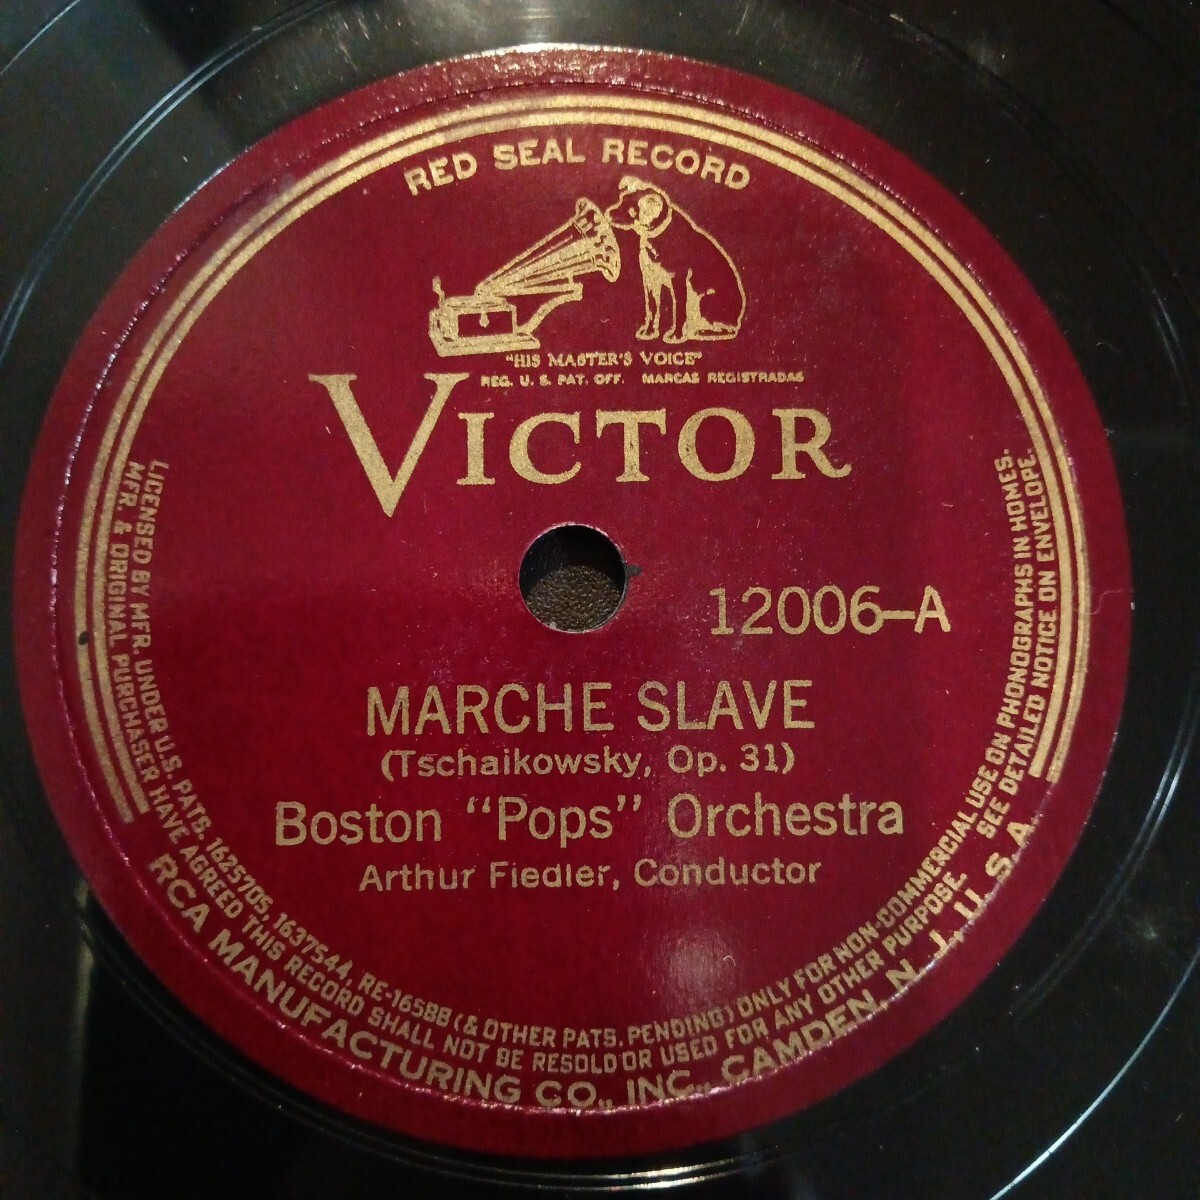 RED SEAL RECORD
"HIS MASTER'S VOICE"
REG. U. S. PAT. OFF. MARCAS REGISTRADAS
VICTOR
12006-A
MARCHE SLAVE
(Tschaikowsky, Op. 31)
Boston "Pops" Orchestra
Arthur Fiedler, Conductor
LICENSED BY MFR. UNDER U.S. PATS. 1625705, 1637544, RE-16588 (& OTHER PATS. PENDING) ONLY FOR NON-COMMERCIAL USE ON PHONOGRAPHS IN HOMES.
MFR. & ORIGINAL PURCHASER HAVE AGREED THIS RECORD SHALL NOT BE RESOLD OR USED FOR ANY OTHER PURPOSE. SEE DETAILED NOTICE ON ENVELOPE.
RCA MANUFACTURING CO., INC., CAMDEN, N. J., U. S. A.